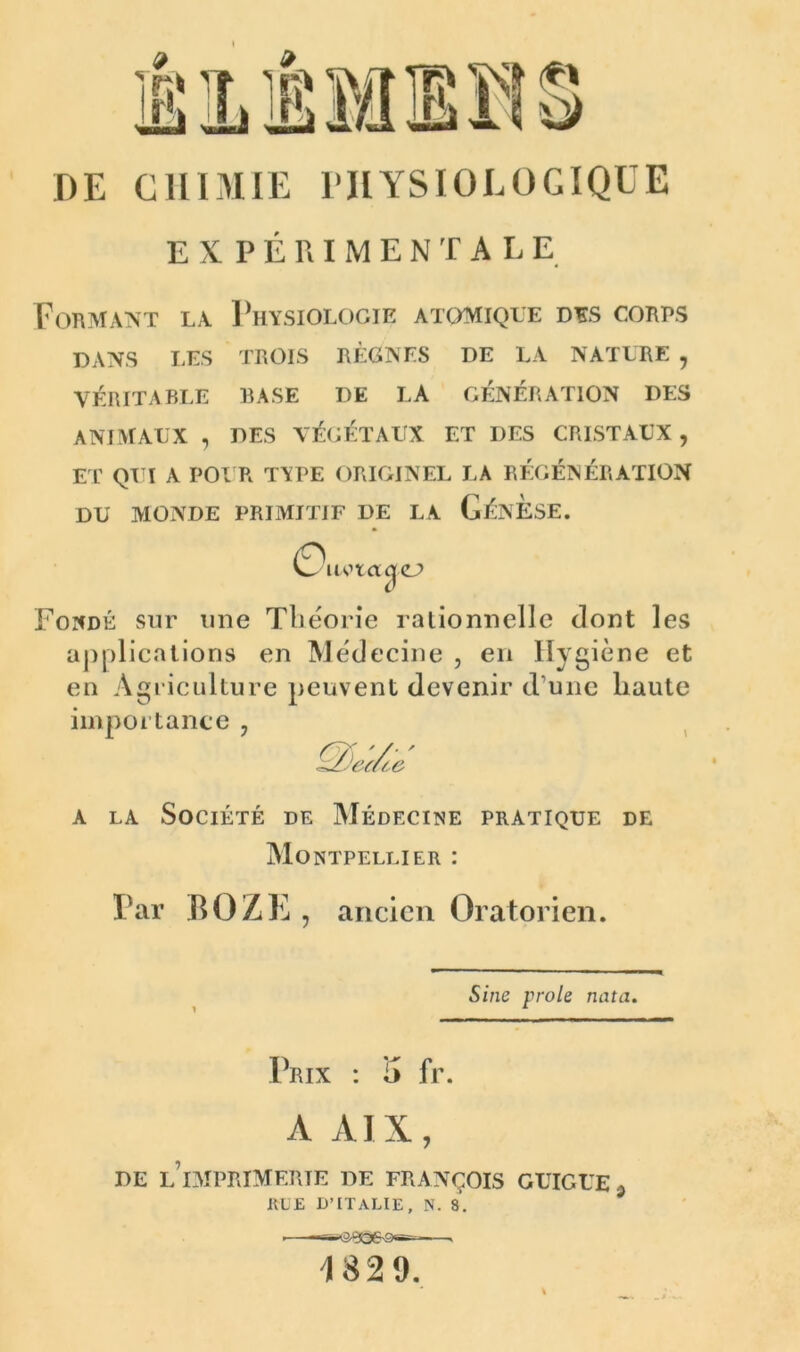 ÉLÉMENS
DE CHIMIE PHYSIOLOGIQUE
EXPÉRIMENTALE
FORMANT LA PHYSIOLOGIE ATOMIQUE DES CORPS
DANS LES TROIS RÈGNES DE LA NATURE,
VÉRITABLE BASE DE LA GÉNÉRATION DES
ANIMAUX, DES VÉGÉTAUX ET DES CRISTAUX,
ET QUI A POUR TYPE ORIGINEL LA RÉGÉNÉRATION
DU MONDE PRIMITIF DE LA GÉNÈSE.
Ouvrage
FONDÉ sur une Théorie rationnelle dont les
applications en Médecine, en Hygiène et
en Agriculture peuvent devenir d'une haute
importance,
Dédié
A LA SOCIÉTÉ DE MÉDECINE PRATIQUE DE
MONTPELLIER :
Par BOZE, ancien Oratorien.
Sine prole nata.
PRIX : 5 fr.
A AIX,
DE L'IMPRIMERIE DE FRANÇOIS GUIGUE,
RUE D'ITALIE, N. 8.
1829.